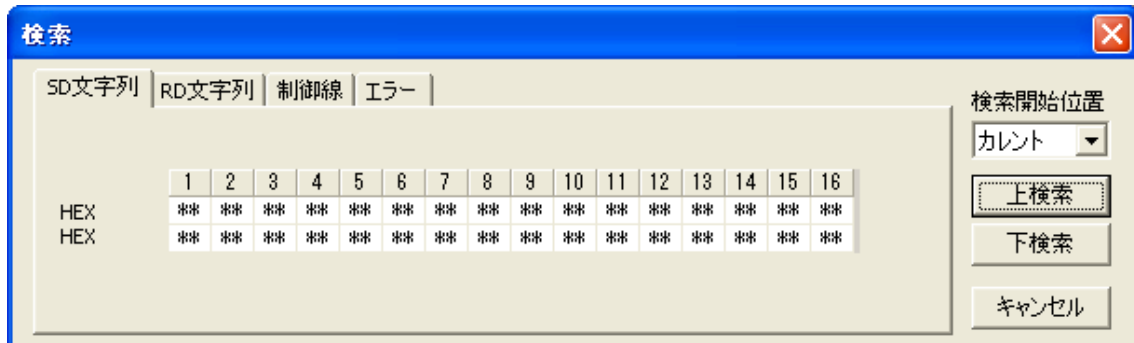 検索
SD文字列 RD文字列 制御線 エラー
検索開始位置
カレント
1 2 3 4 5 6 7 8 9 10 11 12 13 14 15 16
HEX ** ** ** ** ** ** ** ** ** ** ** ** ** ** ** **
HEX ** ** ** ** ** ** ** ** ** ** ** ** ** ** ** **
上検索
下検索
キャンセル